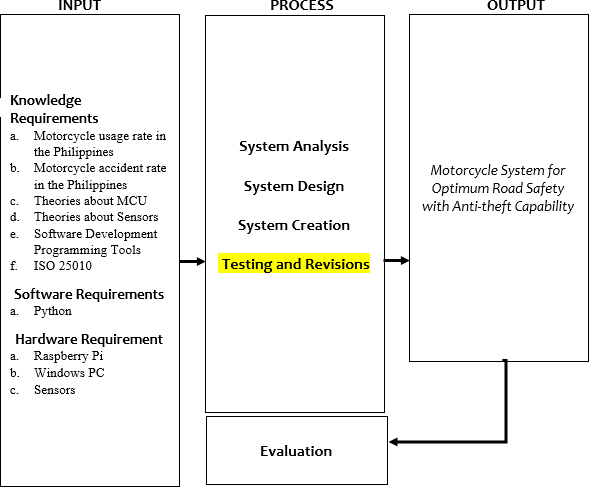 INPUT
Knowledge
Requirements
a. Motorcycle usage rate in
the Philippines
b. Motorcycle accident rate
in the Philippines
c. Theories about MCU
d. Theories about Sensors
e. Software Development
Programming Tools
f. ISO 25010
Software Requirements
a. Python
Hardware Requirement
a. Raspberry Pi
b. Windows PC
c. Sensors
PROCESS
System Analysis
System Design
System Creation
Testing and Revisions
OUTPUT
Motorcycle System for
Optimum Road Safety
with Anti-theft Capability
Evaluation